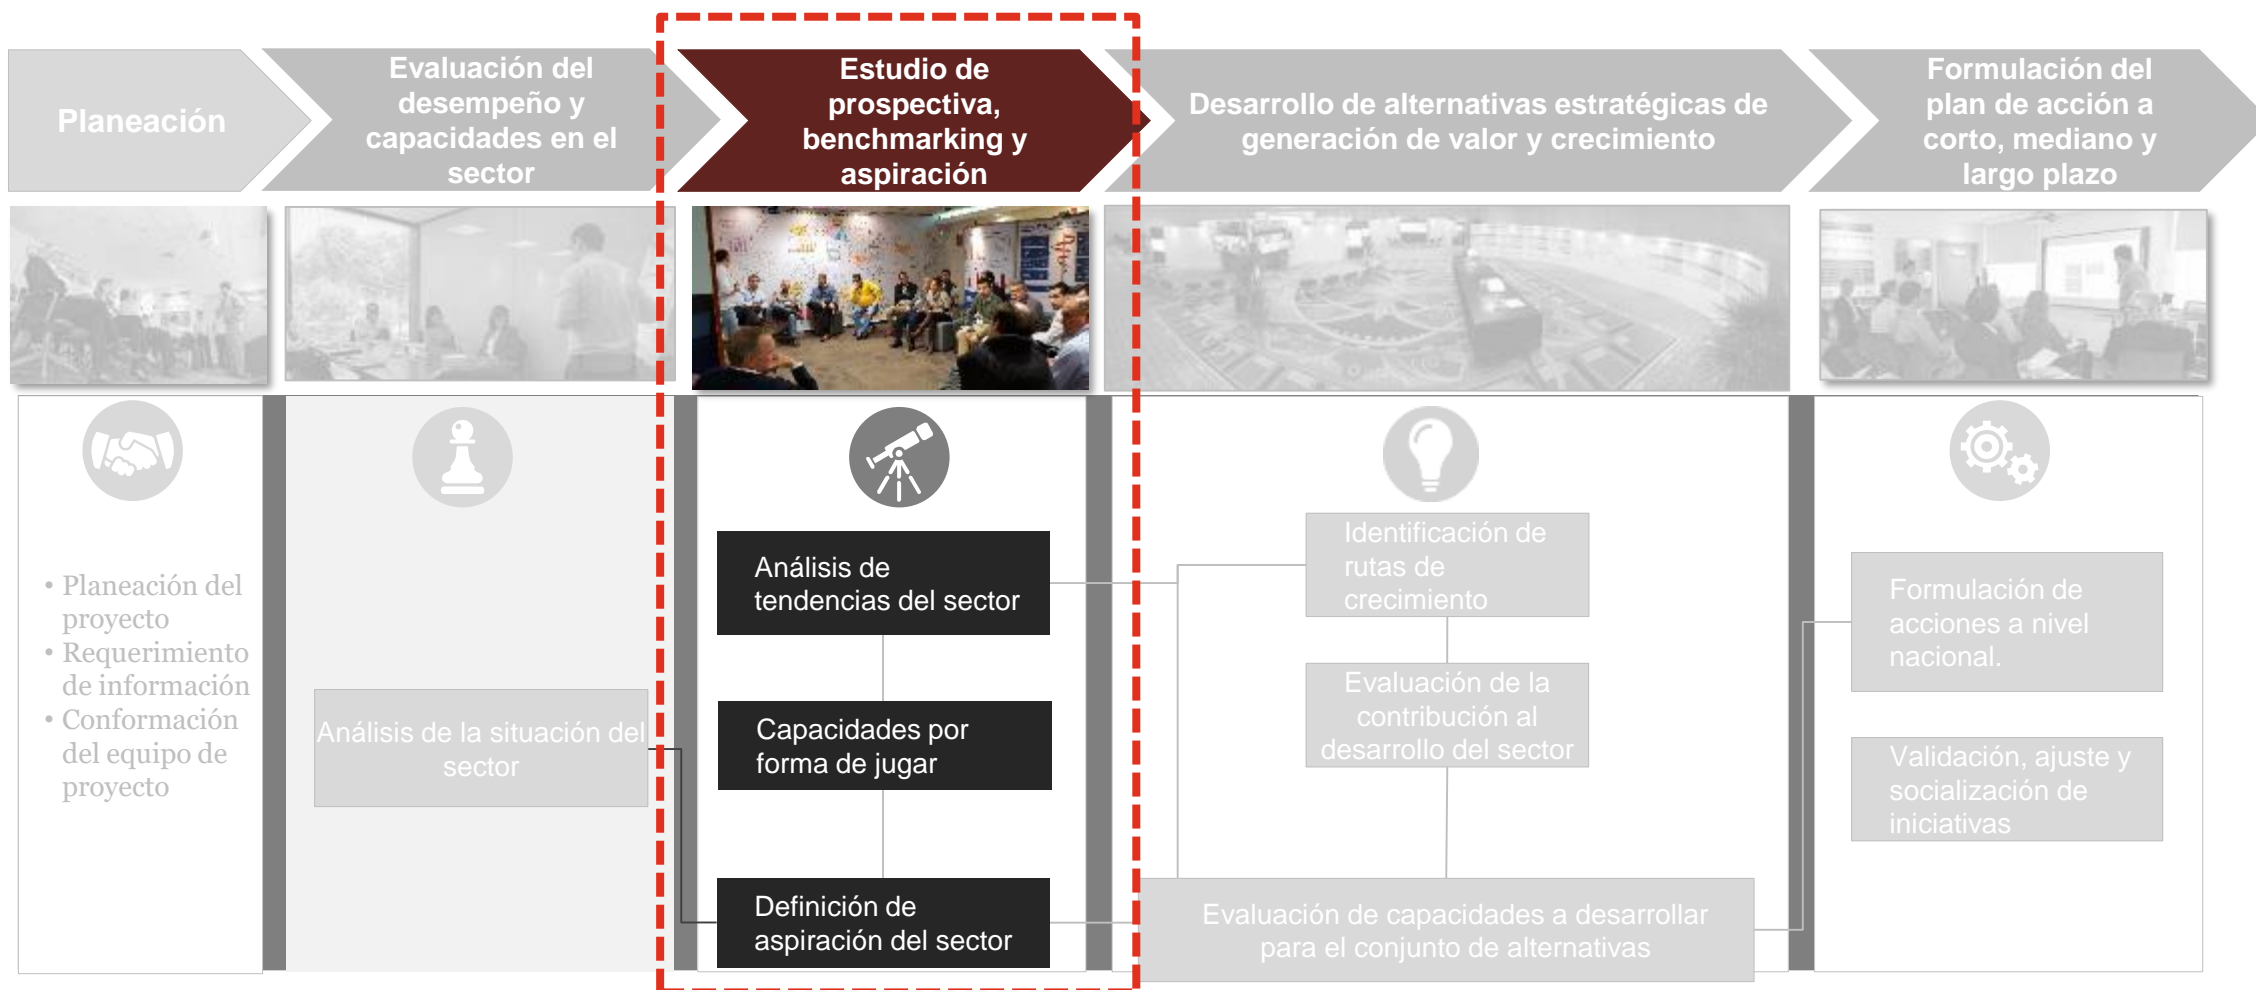 Planeación
Evaluación del
desempeño y
capacidades en el
sector
Estudio de
prospectiva,
benchmarking y
aspiración
Desarrollo de alternativas estratégicas de
generación de valor y crecimiento
Formulación del
plan de acción a
corto, mediano y
largo plazo
• Planeación del
proyecto
• Requerimiento
de información
• Conformación
del equipo de
proyecto
Análisis de la situación del
sector
Análisis de
tendencias del sector
Capacidades por
forma de jugar
Definición de
aspiración del sector
Identificación de
rutas de
crecimiento
Evaluación de la
contribución al
desarrollo del sector
Evaluación de capacidades a desarrollar
para el conjunto de alternativas
Formulación de
acciones a nivel
nacional.
Validación, ajuste y
socialización de
iniciativas